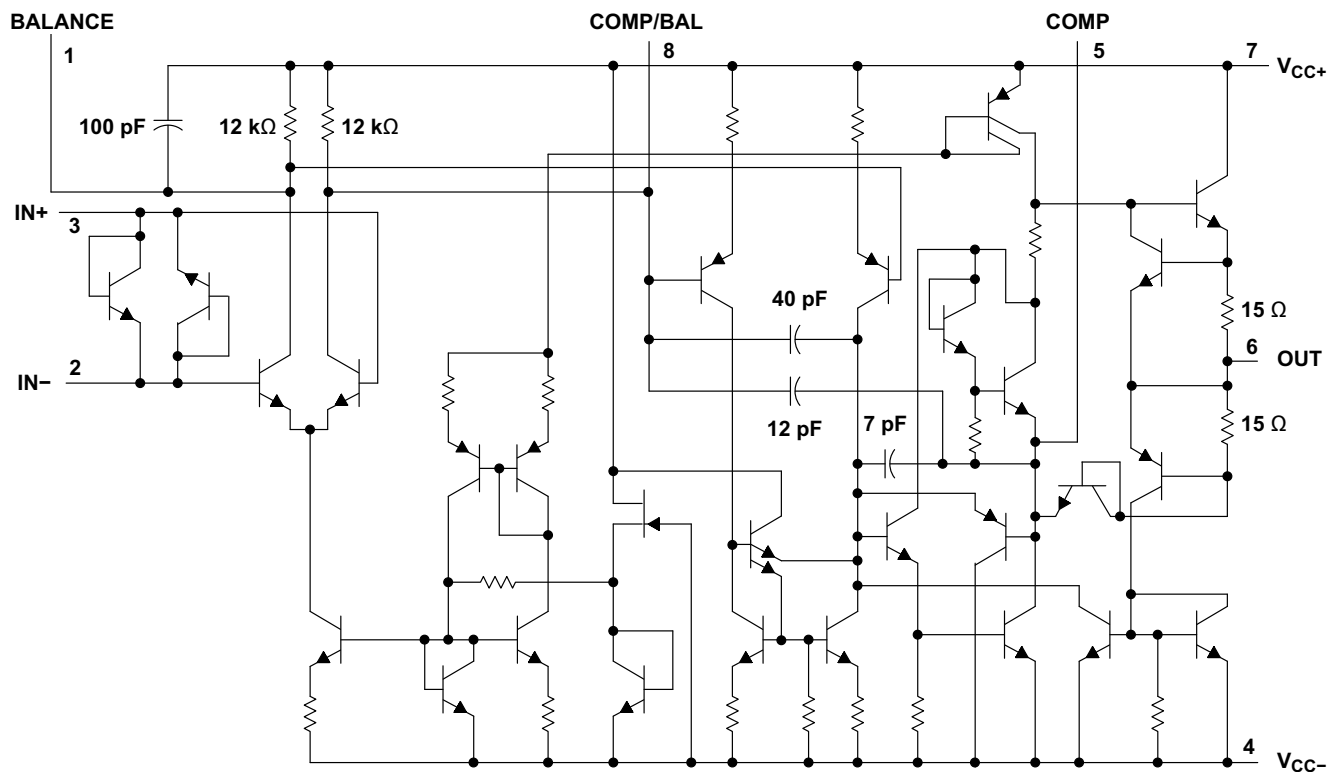 BALANCE
COMP/BAL
COMP
1
8
5
7
VCC+
100 pF
12 kΩ
12 kΩ
IN+
3
40 pF
15 Ω
6
OUT
IN−
2
12 pF
7 pF
15 Ω
4
VCC−